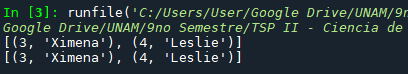 In [3]: runfile('C:/Users/User/Google Drive/UNAM/9no
Google Drive/UNAM/9no Semestre/TSP II - Ciencia de
[(3, 'Ximena'), (4, 'Leslie')]
[(3, 'Ximena'), (4, 'Leslie')]